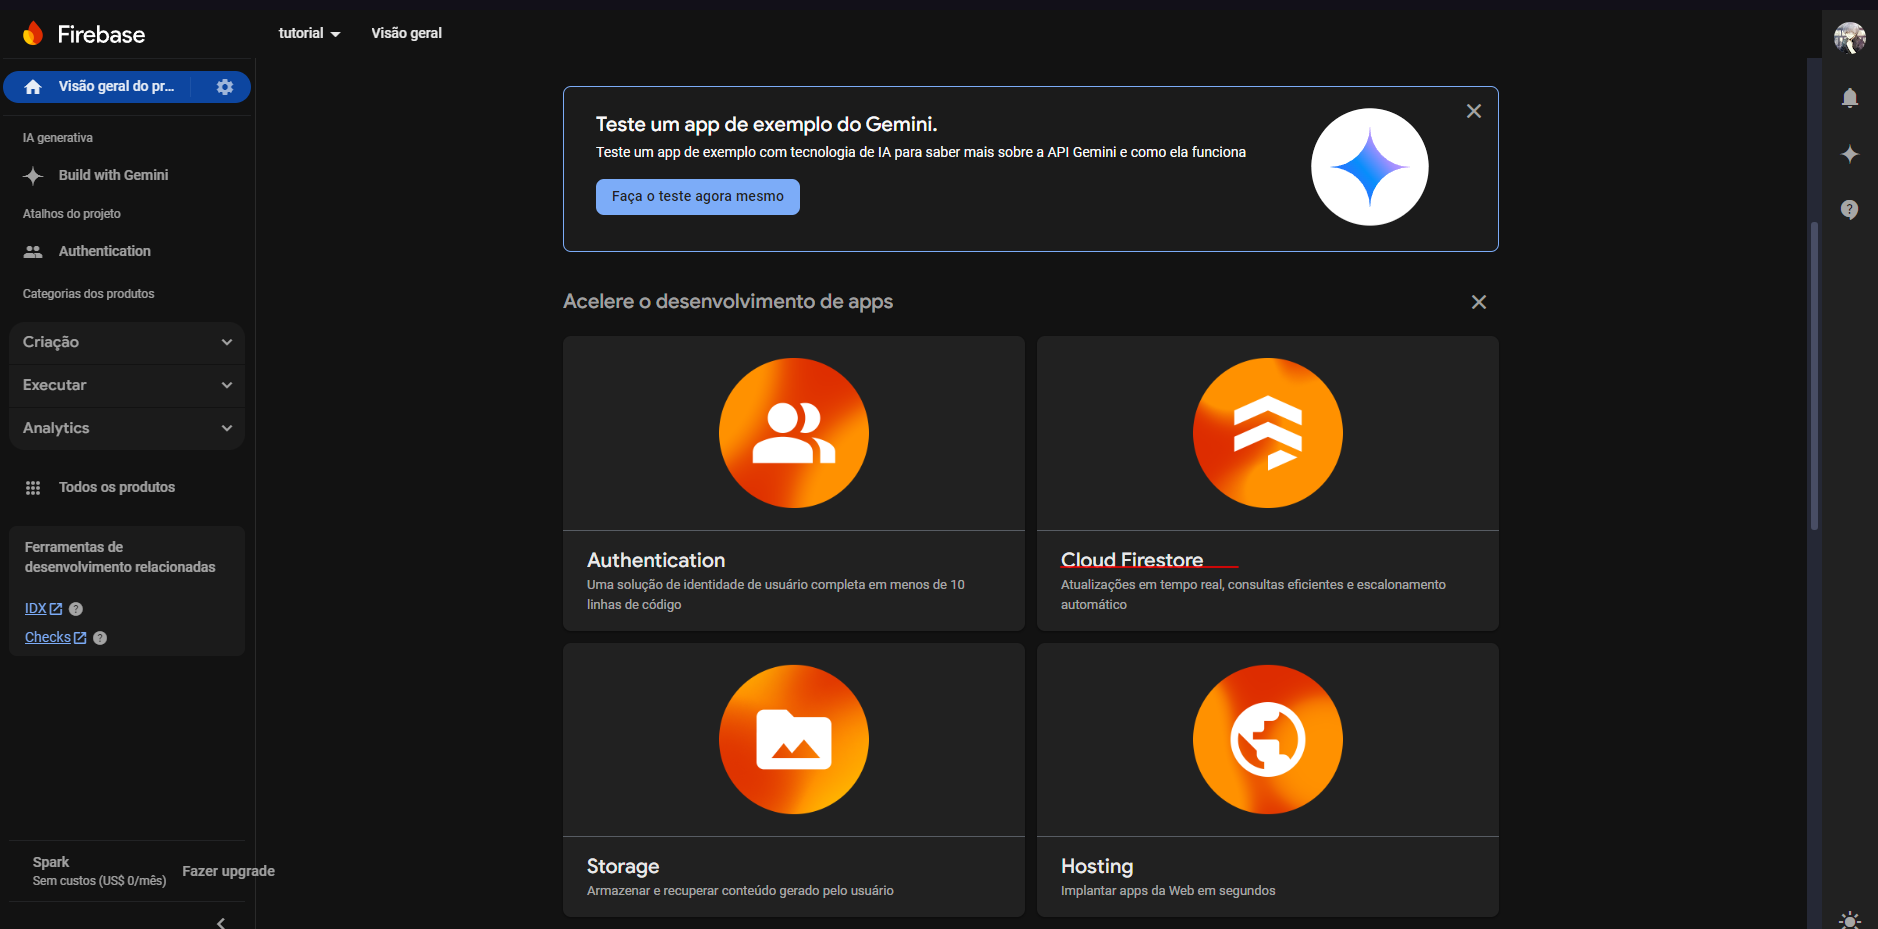 Firebase
tutorial
Visão geral
Visão geral do pr...
IA generativa
Build with Gemini
Atalhos do projeto
Authentication
Categorias dos produtos
Criação
Executar
Analytics
Todos os produtos
Ferramentas de
desenvolvimento relacionadas
IDX
Checks
Spark
Sem custos (US$ 0/mês)
Fazer upgrade
Teste um app de exemplo do Gemini.
Teste um app de exemplo com tecnologia de IA para saber mais sobre a API Gemini e como ela funciona
Faça o teste agora mesmo
Acelere o desenvolvimento de apps
Authentication
Uma solução de identidade de usuário completa em menos de 10
linhas de código
Cloud Firestore
Atualizações em tempo real, consultas eficientes e escalonamento
automático
Storage
Armazenar e recuperar conteúdo gerado pelo usuário
Hosting
Implantar apps da Web em segundos